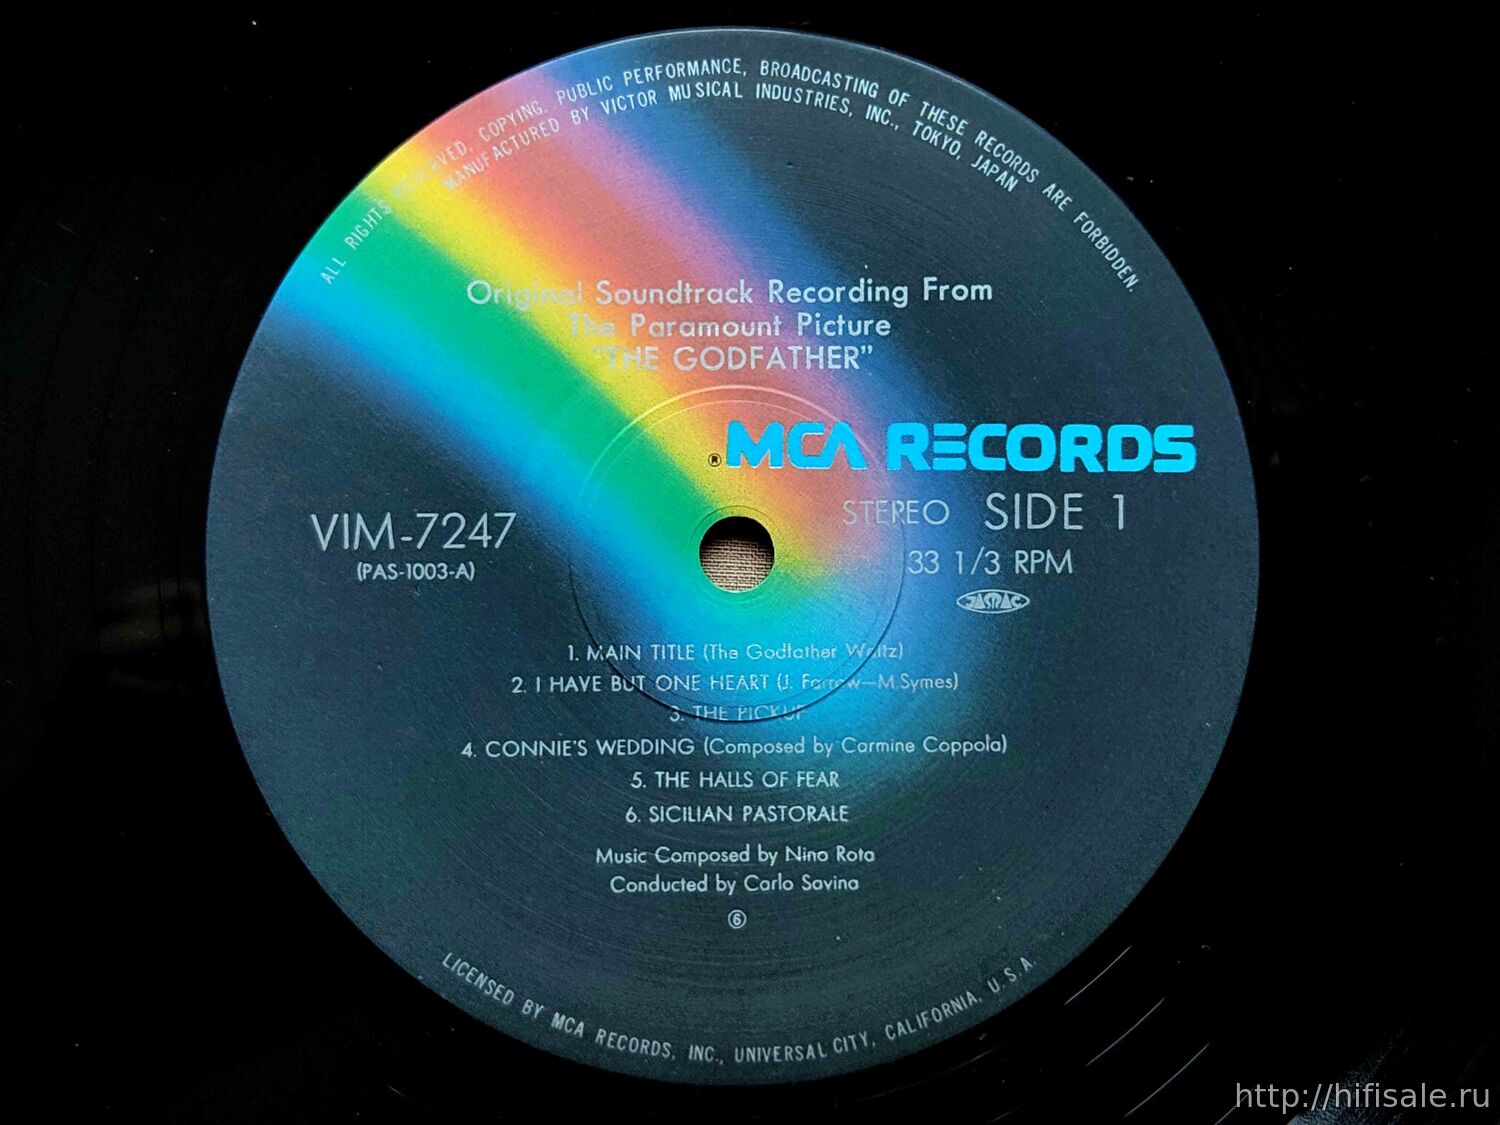 ALL RIGHTS RESERVED. COPYING. PUBLIC PERFORMANCE, BROADCASTING OF THESE RECORDS ARE FORBIDDEN.
MANUFACTURED BY VICTOR MUSICAL INDUSTRIES, INC., TOKYO, JAPAN
Original Soundtrack Recording From
The Paramount Picture
"THE GODFATHER"
® MCA RECORDS
STEREO SIDE 1
VIM-7247
33 1/3 RPM
(PAS-1003-A)
JASRAC
1. MAIN TITLE (The Godfather Waltz)
2. I HAVE BUT ONE HEART (J. Farrow—M.Symes)
3. THE PICKUP
4. CONNIE'S WEDDING (Composed by Carmine Coppola)
5. THE HALLS OF FEAR
6. SICILIAN PASTORALE
Music Composed by Nino Rota
Conducted by Carlo Savina
⑥
LICENSED BY MCA RECORDS, INC., UNIVERSAL CITY, CALIFORNIA, U.S.A.
http://hifisale.ru